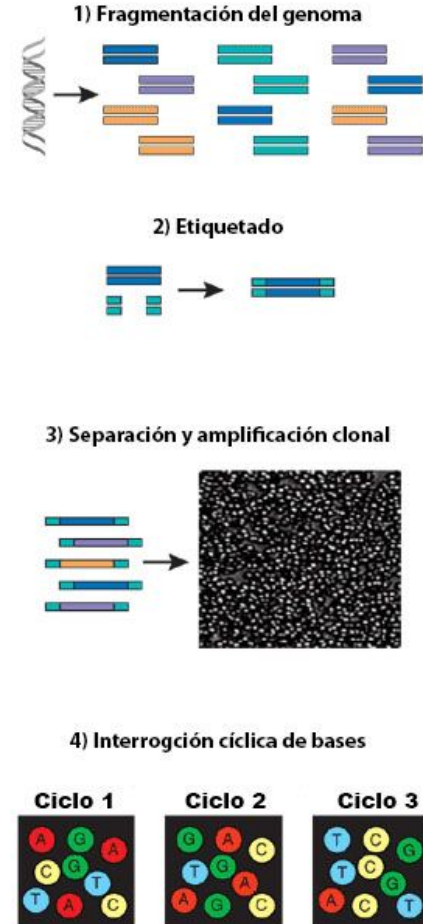 1) Fragmentación del genoma
2) Etiquetado
3) Separación y amplificación clonal
4) Interrogción cíclica de bases
Ciclo 1 Ciclo 2 Ciclo 3
A G A G A C T C G
C G T T G A T C G
T A C A G C A C T